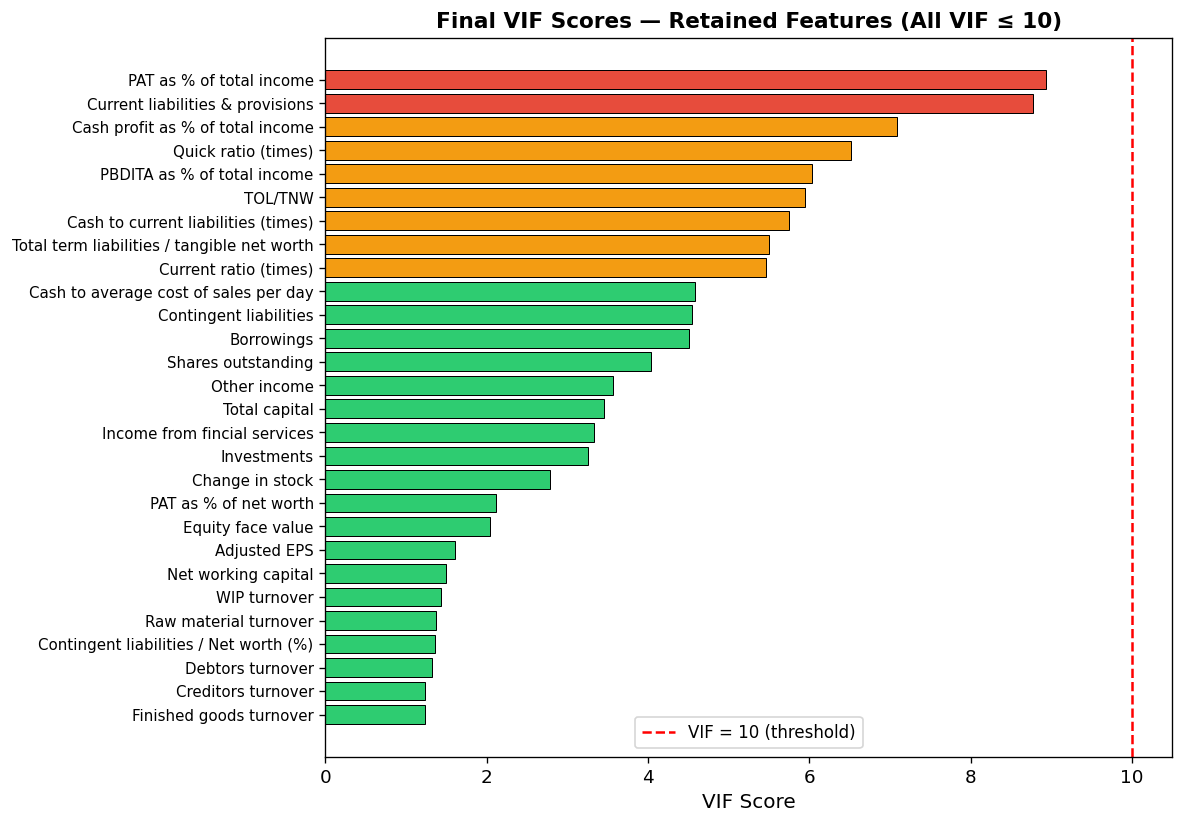 Final VIF Scores — Retained Features (All VIF ≤ 10)
PAT as % of total income
Current liabilities & provisions
Cash profit as % of total income
Quick ratio (times)
PBDITA as % of total income
TOL/TNW
Cash to current liabilities (times)
Total term liabilities / tangible net worth
Current ratio (times)
Cash to average cost of sales per day
Contingent liabilities
Borrowings
Shares outstanding
Other income
Total capital
Income from fincial services
Investments
Change in stock
PAT as % of net worth
Equity face value
Adjusted EPS
Net working capital
WIP turnover
Raw material turnover
Contingent liabilities / Net worth (%)
Debtors turnover
Creditors turnover
Finished goods turnover
VIF = 10 (threshold)
0 2 4 6 8 10
VIF Score